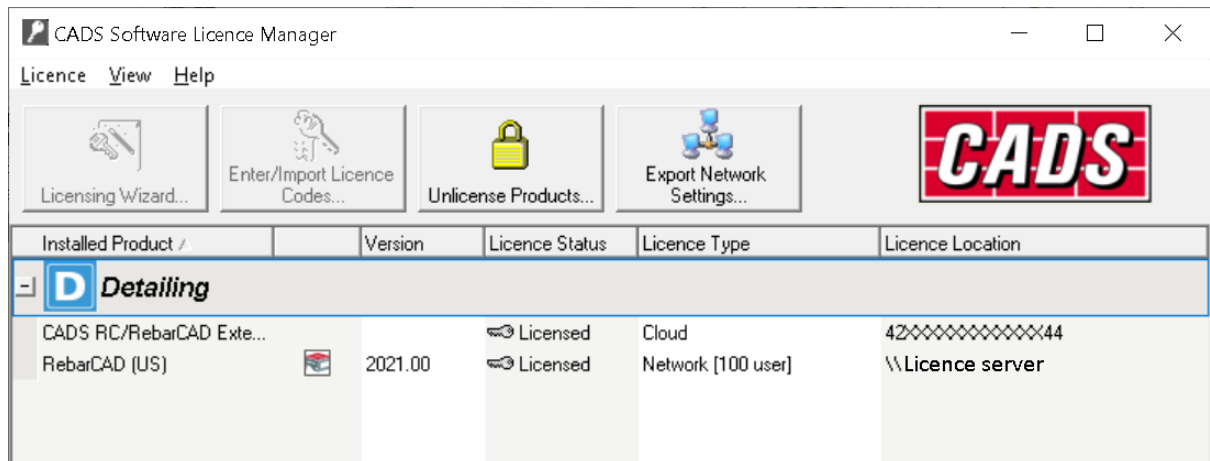 CADS Software Licence Manager
Licence View Help
Licensing Wizard...
Enter/Import Licence
Codes...
Unlicense Products...
Export Network
Settings...
CADS
Installed Product Version Licence Status Licence Type Licence Location
D Detailing
CADS RC/RebarCAD Exte... Licensed Cloud 42XXXXXXXXXXXXX44
RebarCAD (US) 2021.00 Licensed Network [100 user] \\Licence server